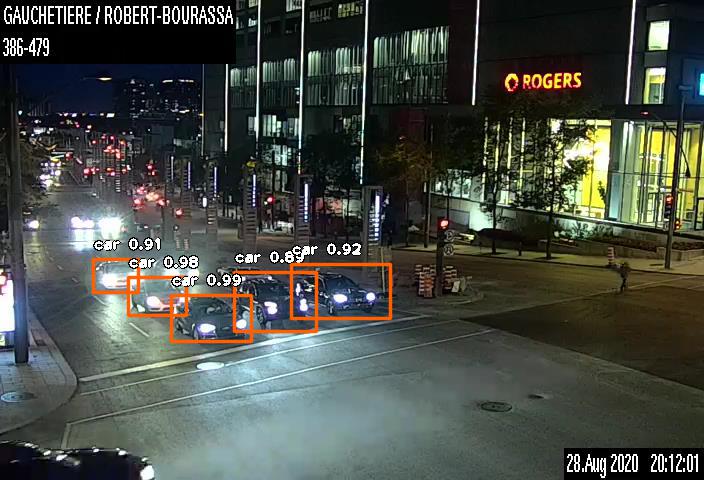 GAUCHETIERE / ROBERT-BOURASSA
386-479
ROGERS
car 0.91
car 0.98
car 0.99
car 0.89
car 0.92
28.Aug 2020 20:12:01